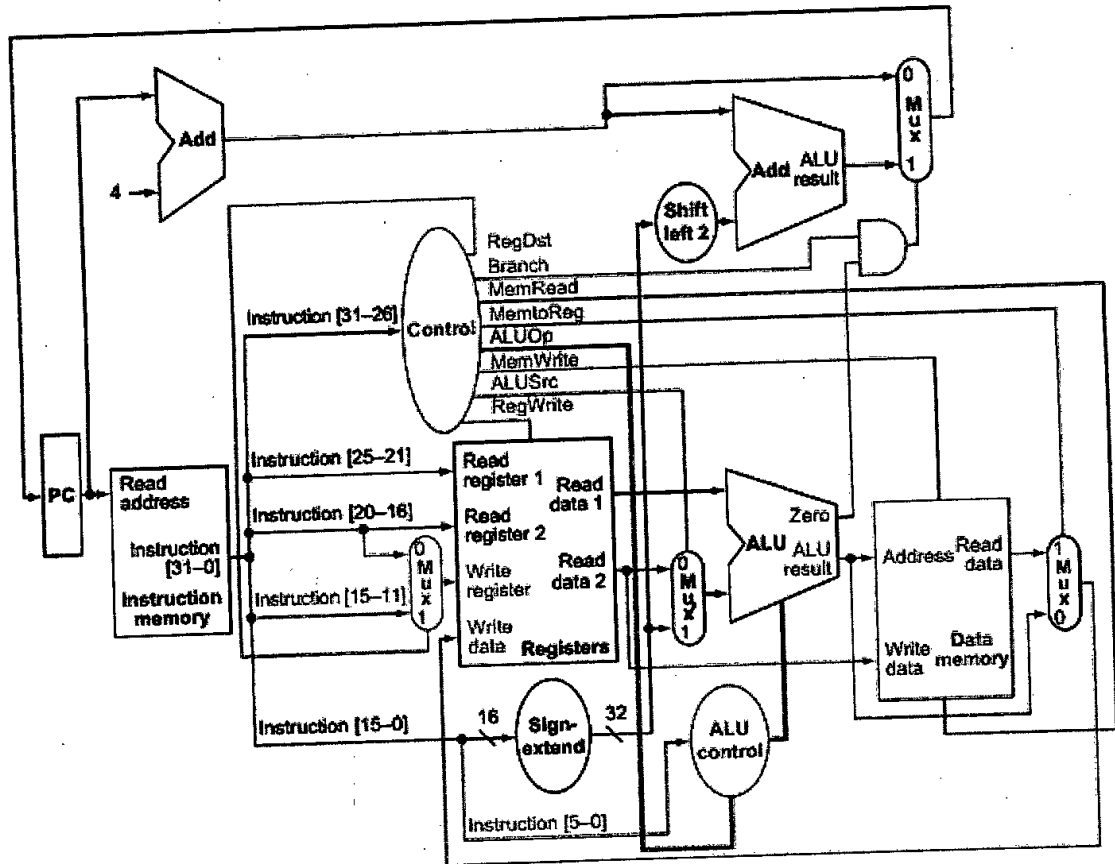 Add
4
0
Mux
1
Add
ALU
result
Shift
left 2
RegDst
Branch
MemRead
MemtoReg
ALUOp
MemWrite
ALUSrc
RegWrite
Control
Instruction [31–26]
PC
Read
address
Instruction
[31–0]
Instruction
memory
Instruction [25–21]
Instruction [20–16]
Instruction [15–11]
0
Mux
1
Read
register 1
Read
register 2
Write
register
Write
data
Read
data 1
Read
data 2
Registers
0
Mux
1
Zero
ALU
ALU
result
Address
Read
data
Write
data
Data
memory
1
Mux
0
Instruction [15–0]
16
Sign-
extend
32
ALU
control
Instruction [5–0]